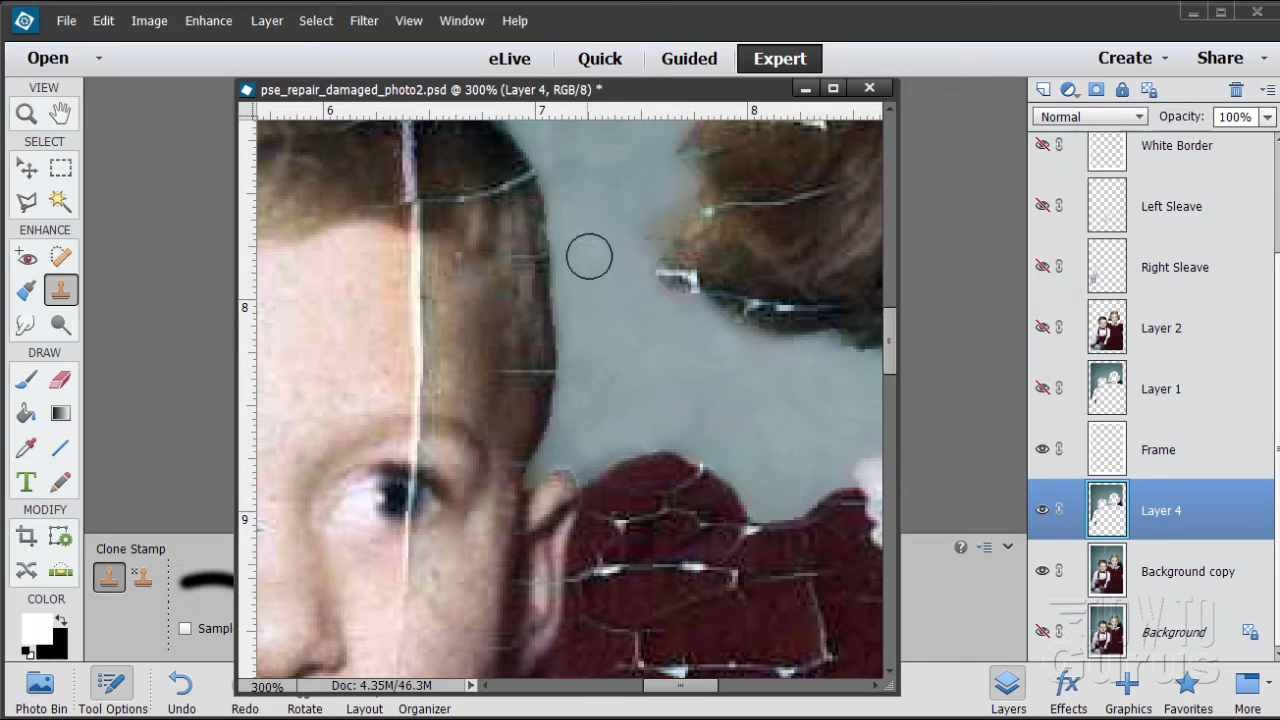 File Edit Image Enhance Layer Select Filter View Window Help
Open eLive Quick Guided Expert Create Share
VIEW
pse_repair_damaged_photo2.psd @ 300% (Layer 4, RGB/8) *
6 7 8
Normal Opacity: 100%
SELECT
White Border
Left Sleave
ENHANCE
Right Sleave
8
Layer 2
DRAW
Layer 1
Frame
MODIFY
Layer 4
9
Clone Stamp
Background copy
COLOR
Sampl
Background
HOW TO
Gurus
300% Doc: 4.35M/46.3M
Photo Bin Tool Options Undo Redo Rotate Layout Organizer Layers Effects Graphics Favorites More